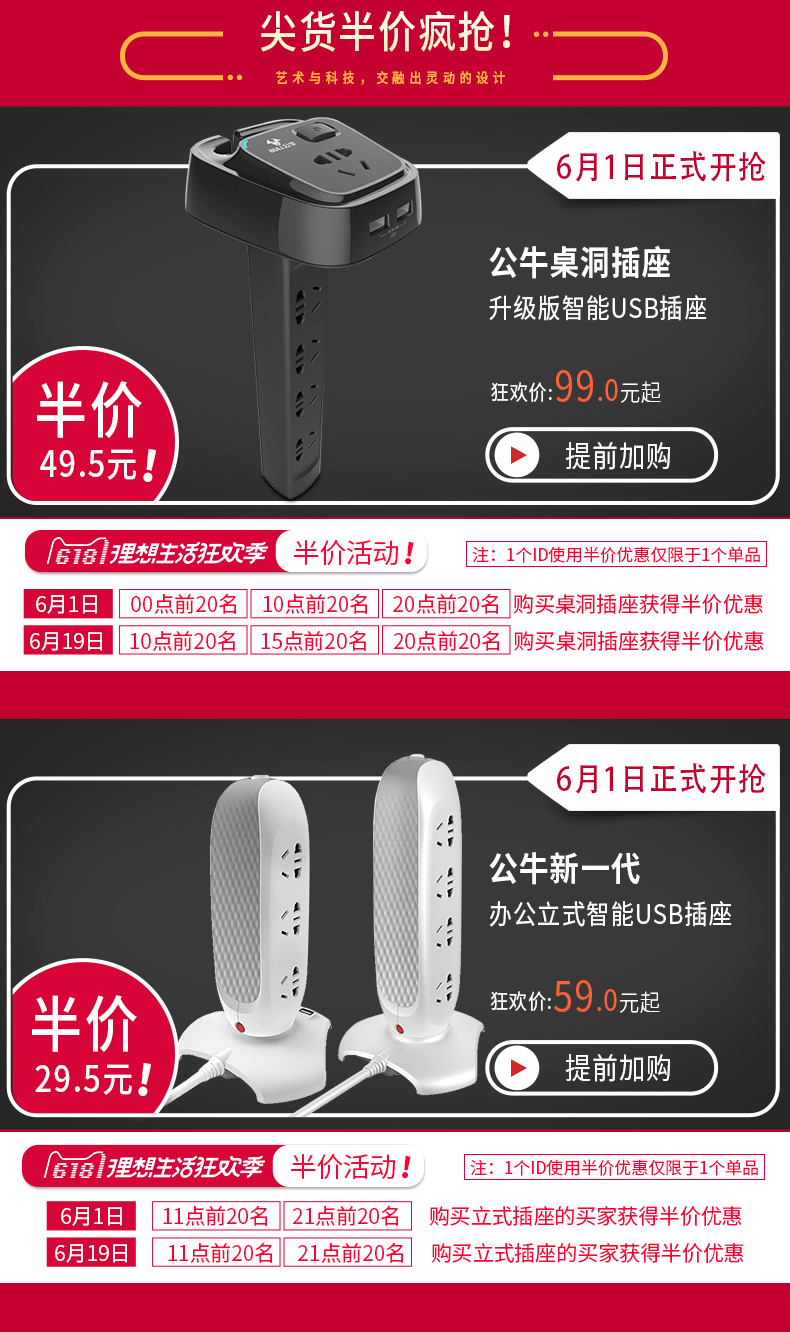 尖货半价疯抢！
艺术与科技，交融出灵动的设计
6月1日正式开抢
BULL公牛
公牛桌洞插座
升级版智能USB插座
狂欢价:99.0元起
半价
49.5元！
提前加购
618理想生活狂欢季 半价活动！ 注：1个ID使用半价优惠仅限于1个单品
6月1日 00点前20名 10点前20名 20点前20名 购买桌洞插座获得半价优惠
6月19日 10点前20名 15点前20名 20点前20名 购买桌洞插座获得半价优惠
6月1日正式开抢
公牛新一代
办公立式智能USB插座
狂欢价:59.0元起
半价
29.5元！
提前加购
618理想生活狂欢季 半价活动！ 注：1个ID使用半价优惠仅限于1个单品
6月1日 11点前20名 21点前20名 购买立式插座的买家获得半价优惠
6月19日 11点前20名 21点前20名 购买立式插座的买家获得半价优惠